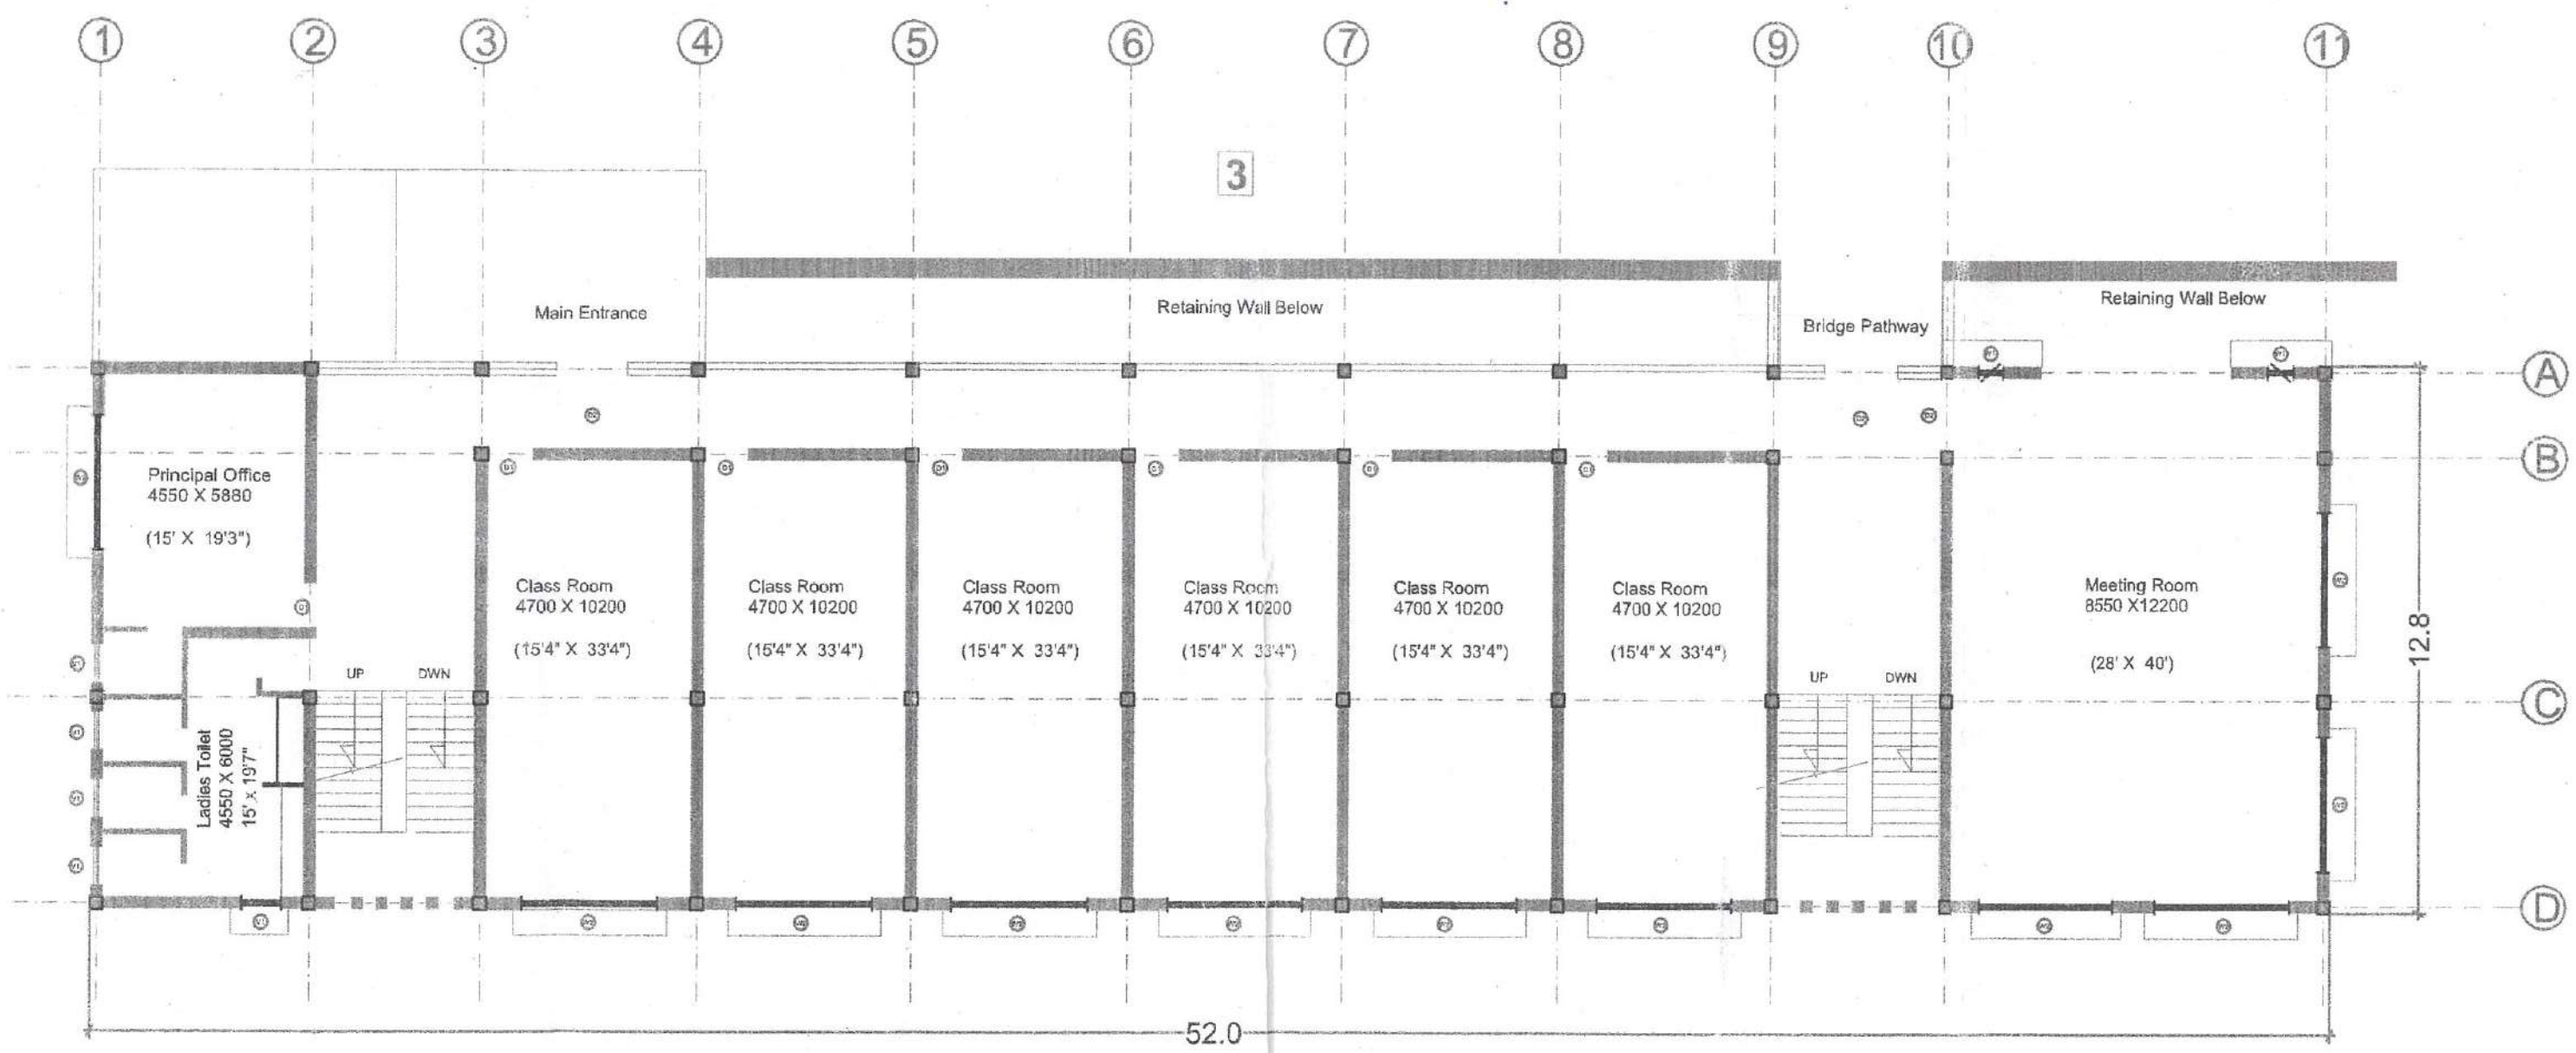 1
2
3
4
5
6
7
8
9
10
11
3
Main Entrance
Retaining Wall Below
Bridge Pathway
Retaining Wall Below
A
B
C
D
Principal Office
4550 X 5880
(15' X 19'3")
Class Room
4700 X 10200
(15'4" X 33'4")
Class Room
4700 X 10200
(15'4" X 33'4")
Class Room
4700 X 10200
(15'4" X 33'4")
Class Room
4700 X 10200
(15'4" X 33'4")
Class Room
4700 X 10200
(15'4" X 33'4")
Class Room
4700 X 10200
(15'4" X 33'4")
Meeting Room
8550 X12200
(28' X 40')
12.8
UP
DWN
UP
DWN
Ladies Toilet
4550 X 6000
15' x 19'7"
52.0